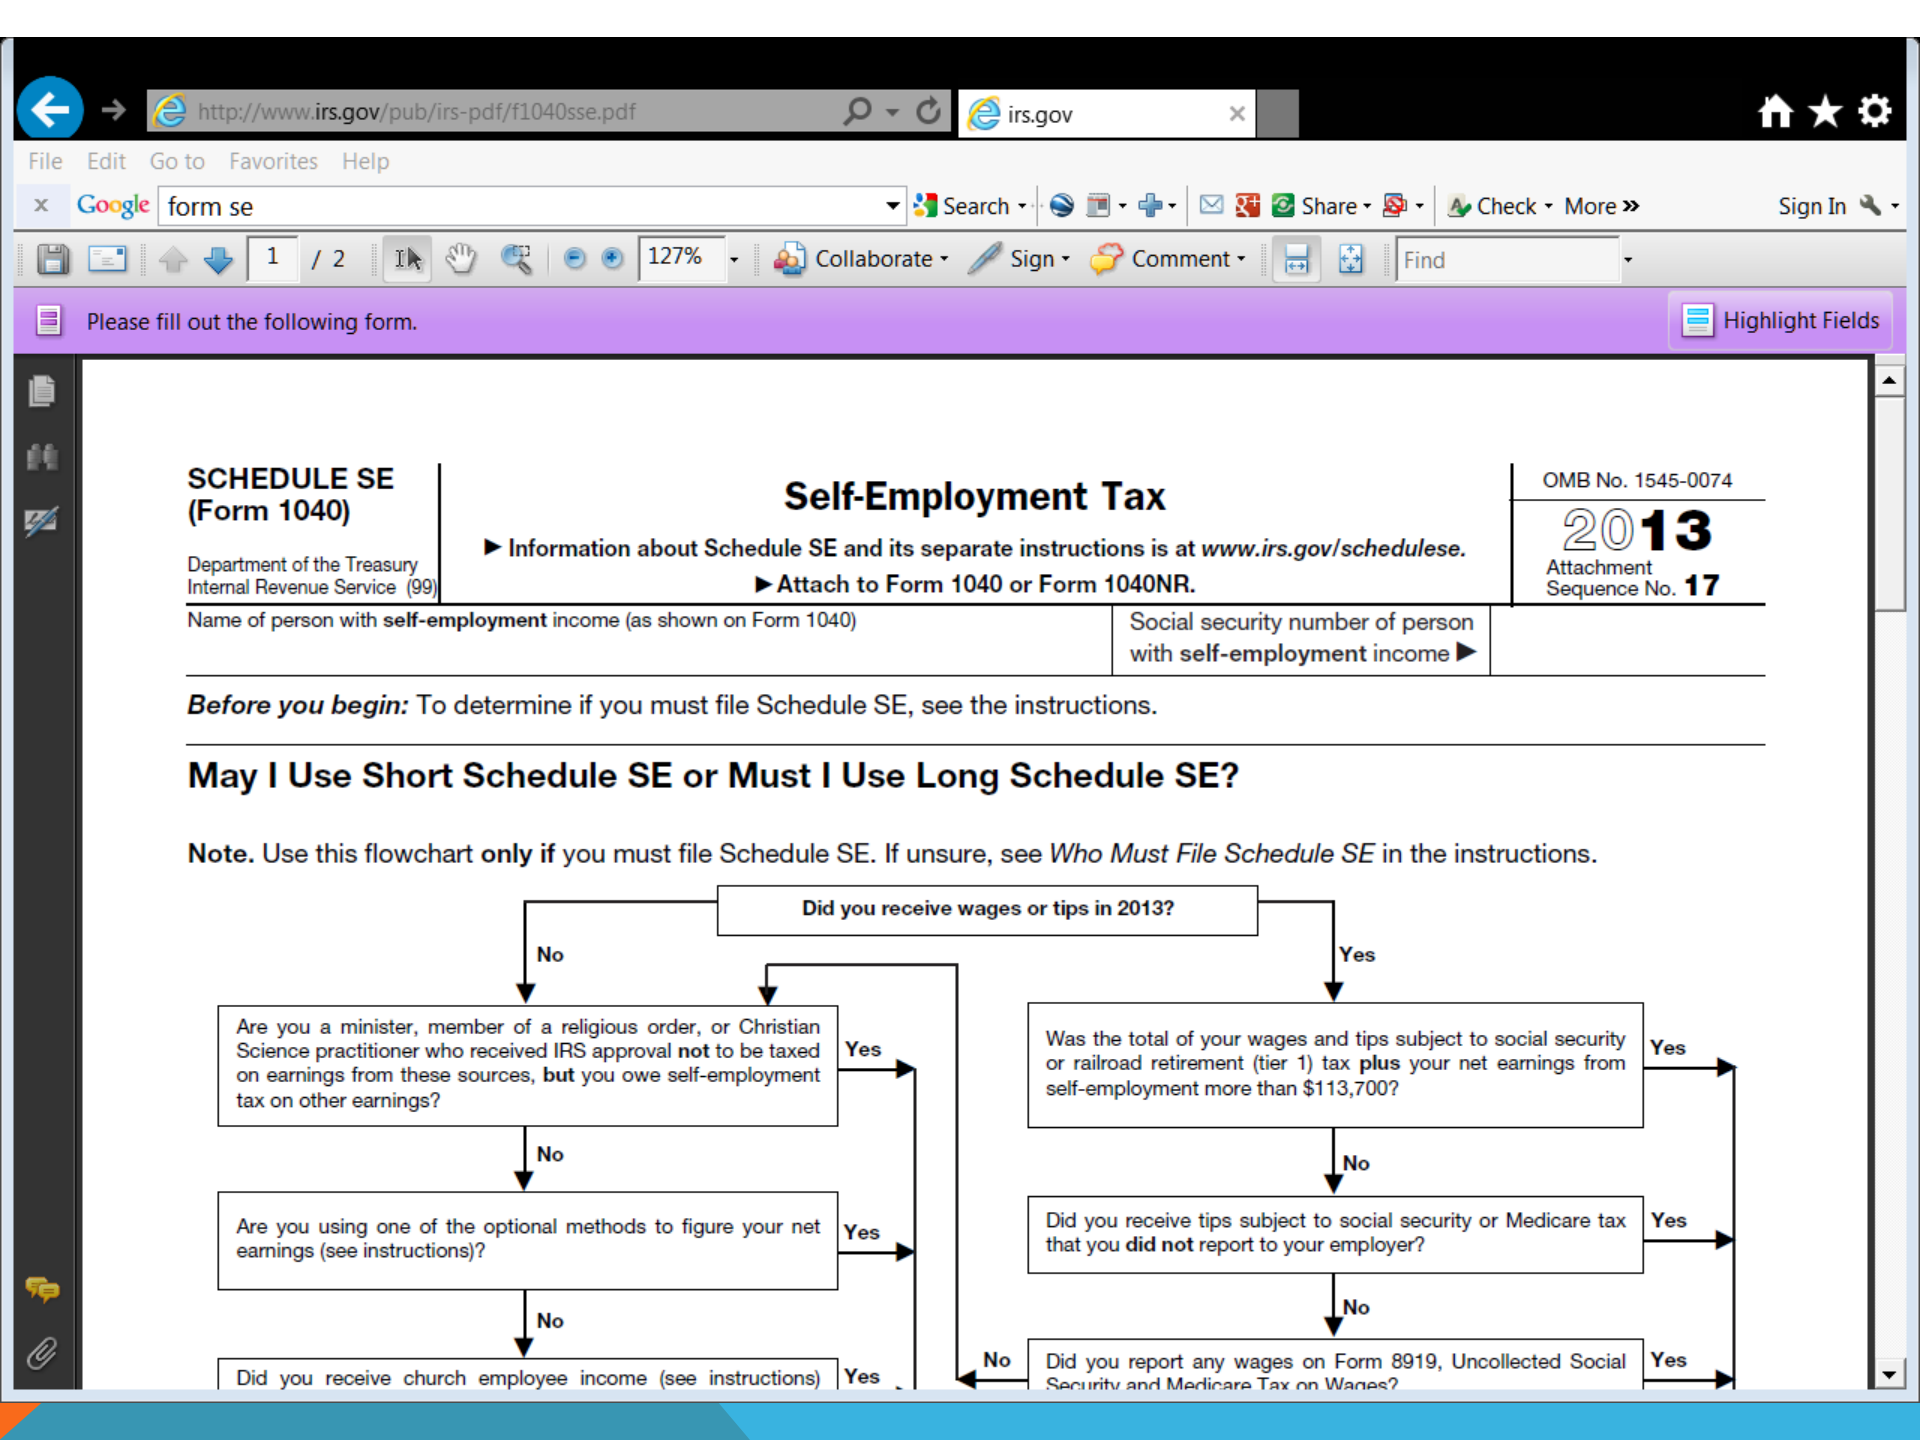 http://www.irs.gov/pub/irs-pdf/f1040sse.pdf
irs.gov
File Edit Go to Favorites Help
x Google form se Search Share Check More » Sign In
1 / 2 127% Collaborate Sign Comment Find
Please fill out the following form. Highlight Fields
SCHEDULE SE
(Form 1040)
Department of the Treasury
Internal Revenue Service (99)
Self-Employment Tax
▶ Information about Schedule SE and its separate instructions is at www.irs.gov/schedulese.
▶ Attach to Form 1040 or Form 1040NR.
OMB No. 1545-0074
2013
Attachment
Sequence No. 17
Name of person with self-employment income (as shown on Form 1040)
Social security number of person
with self-employment income ▶
Before you begin: To determine if you must file Schedule SE, see the instructions.
May I Use Short Schedule SE or Must I Use Long Schedule SE?
Note. Use this flowchart only if you must file Schedule SE. If unsure, see Who Must File Schedule SE in the instructions.
Did you receive wages or tips in 2013?
No
Yes
Are you a minister, member of a religious order, or Christian
Science practitioner who received IRS approval not to be taxed
on earnings from these sources, but you owe self-employment
tax on other earnings?
Yes
Was the total of your wages and tips subject to social security
or railroad retirement (tier 1) tax plus your net earnings from
self-employment more than $113,700?
Yes
No
No
Are you using one of the optional methods to figure your net
earnings (see instructions)?
Yes
Did you receive tips subject to social security or Medicare tax
that you did not report to your employer?
Yes
No
No
Did you receive church employee income (see instructions)
Yes
No
Did you report any wages on Form 8919, Uncollected Social
Security and Medicare Tax on Wages?
Yes